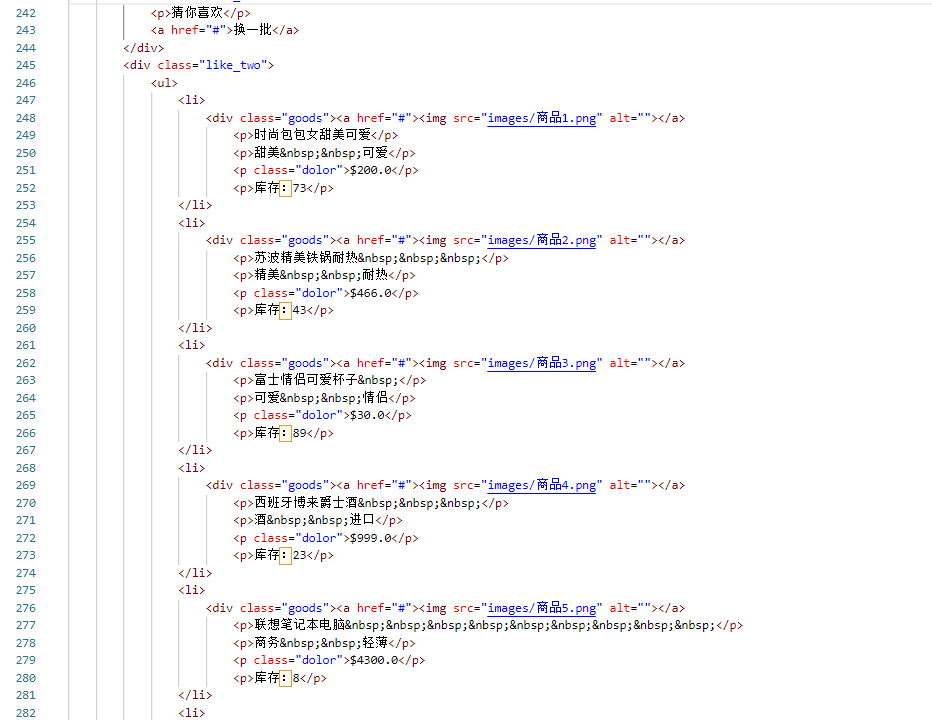 242 <p>猜你喜欢</p>
243 <a href="#">换一批</a>
244 </div>
245 <div class="like_two">
246 <ul>
247 <li>
248 <div class="goods"><a href="#"><img src="images/商品1.png" alt=""></a>
249 <p>时尚包包女甜美可爱</p>
250 <p>甜美&nbsp;&nbsp;可爱</p>
251 <p class="dolor">$200.0</p>
252 <p>库存：73</p>
253 </li>
254 <li>
255 <div class="goods"><a href="#"><img src="images/商品2.png" alt=""></a>
256 <p>苏波精美铁锅耐热&nbsp;&nbsp;&nbsp;</p>
257 <p>精美&nbsp;&nbsp;耐热</p>
258 <p class="dolor">$466.0</p>
259 <p>库存：43</p>
260 </li>
261 <li>
262 <div class="goods"><a href="#"><img src="images/商品3.png" alt=""></a>
263 <p>富士情侣可爱杯子&nbsp;</p>
264 <p>可爱&nbsp;&nbsp;情侣</p>
265 <p class="dolor">$30.0</p>
266 <p>库存：89</p>
267 </li>
268 <li>
269 <div class="goods"><a href="#"><img src="images/商品4.png" alt=""></a>
270 <p>西班牙博来爵士酒&nbsp;&nbsp;&nbsp;</p>
271 <p>酒&nbsp;&nbsp;进口</p>
272 <p class="dolor">$999.0</p>
273 <p>库存：23</p>
274 </li>
275 <li>
276 <div class="goods"><a href="#"><img src="images/商品5.png" alt=""></a>
277 <p>联想笔记本电脑&nbsp;&nbsp;&nbsp;&nbsp;&nbsp;&nbsp;&nbsp;&nbsp;&nbsp;</p>
278 <p>商务&nbsp;&nbsp;轻薄</p>
279 <p class="dolor">$4300.0</p>
280 <p>库存：8</p>
281 </li>
282 <li>